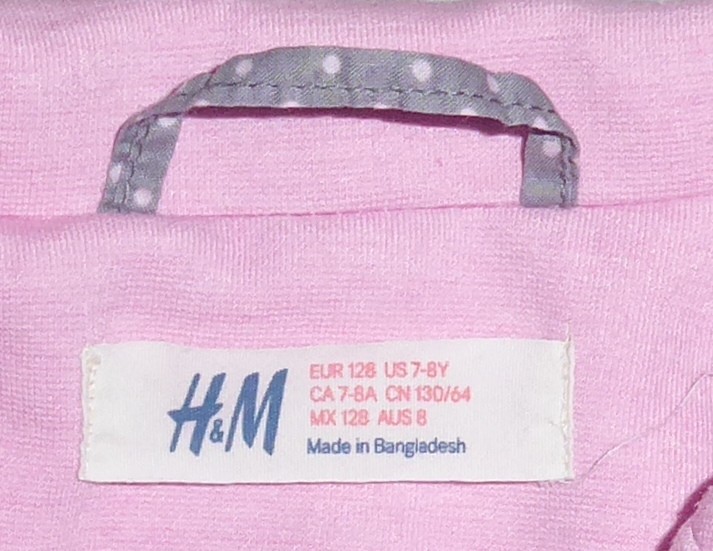 H&M
EUR 128 US 7-8Y
CA 7-8A CN 130/64
MX 128 AUS 8
Made in Bangladesh